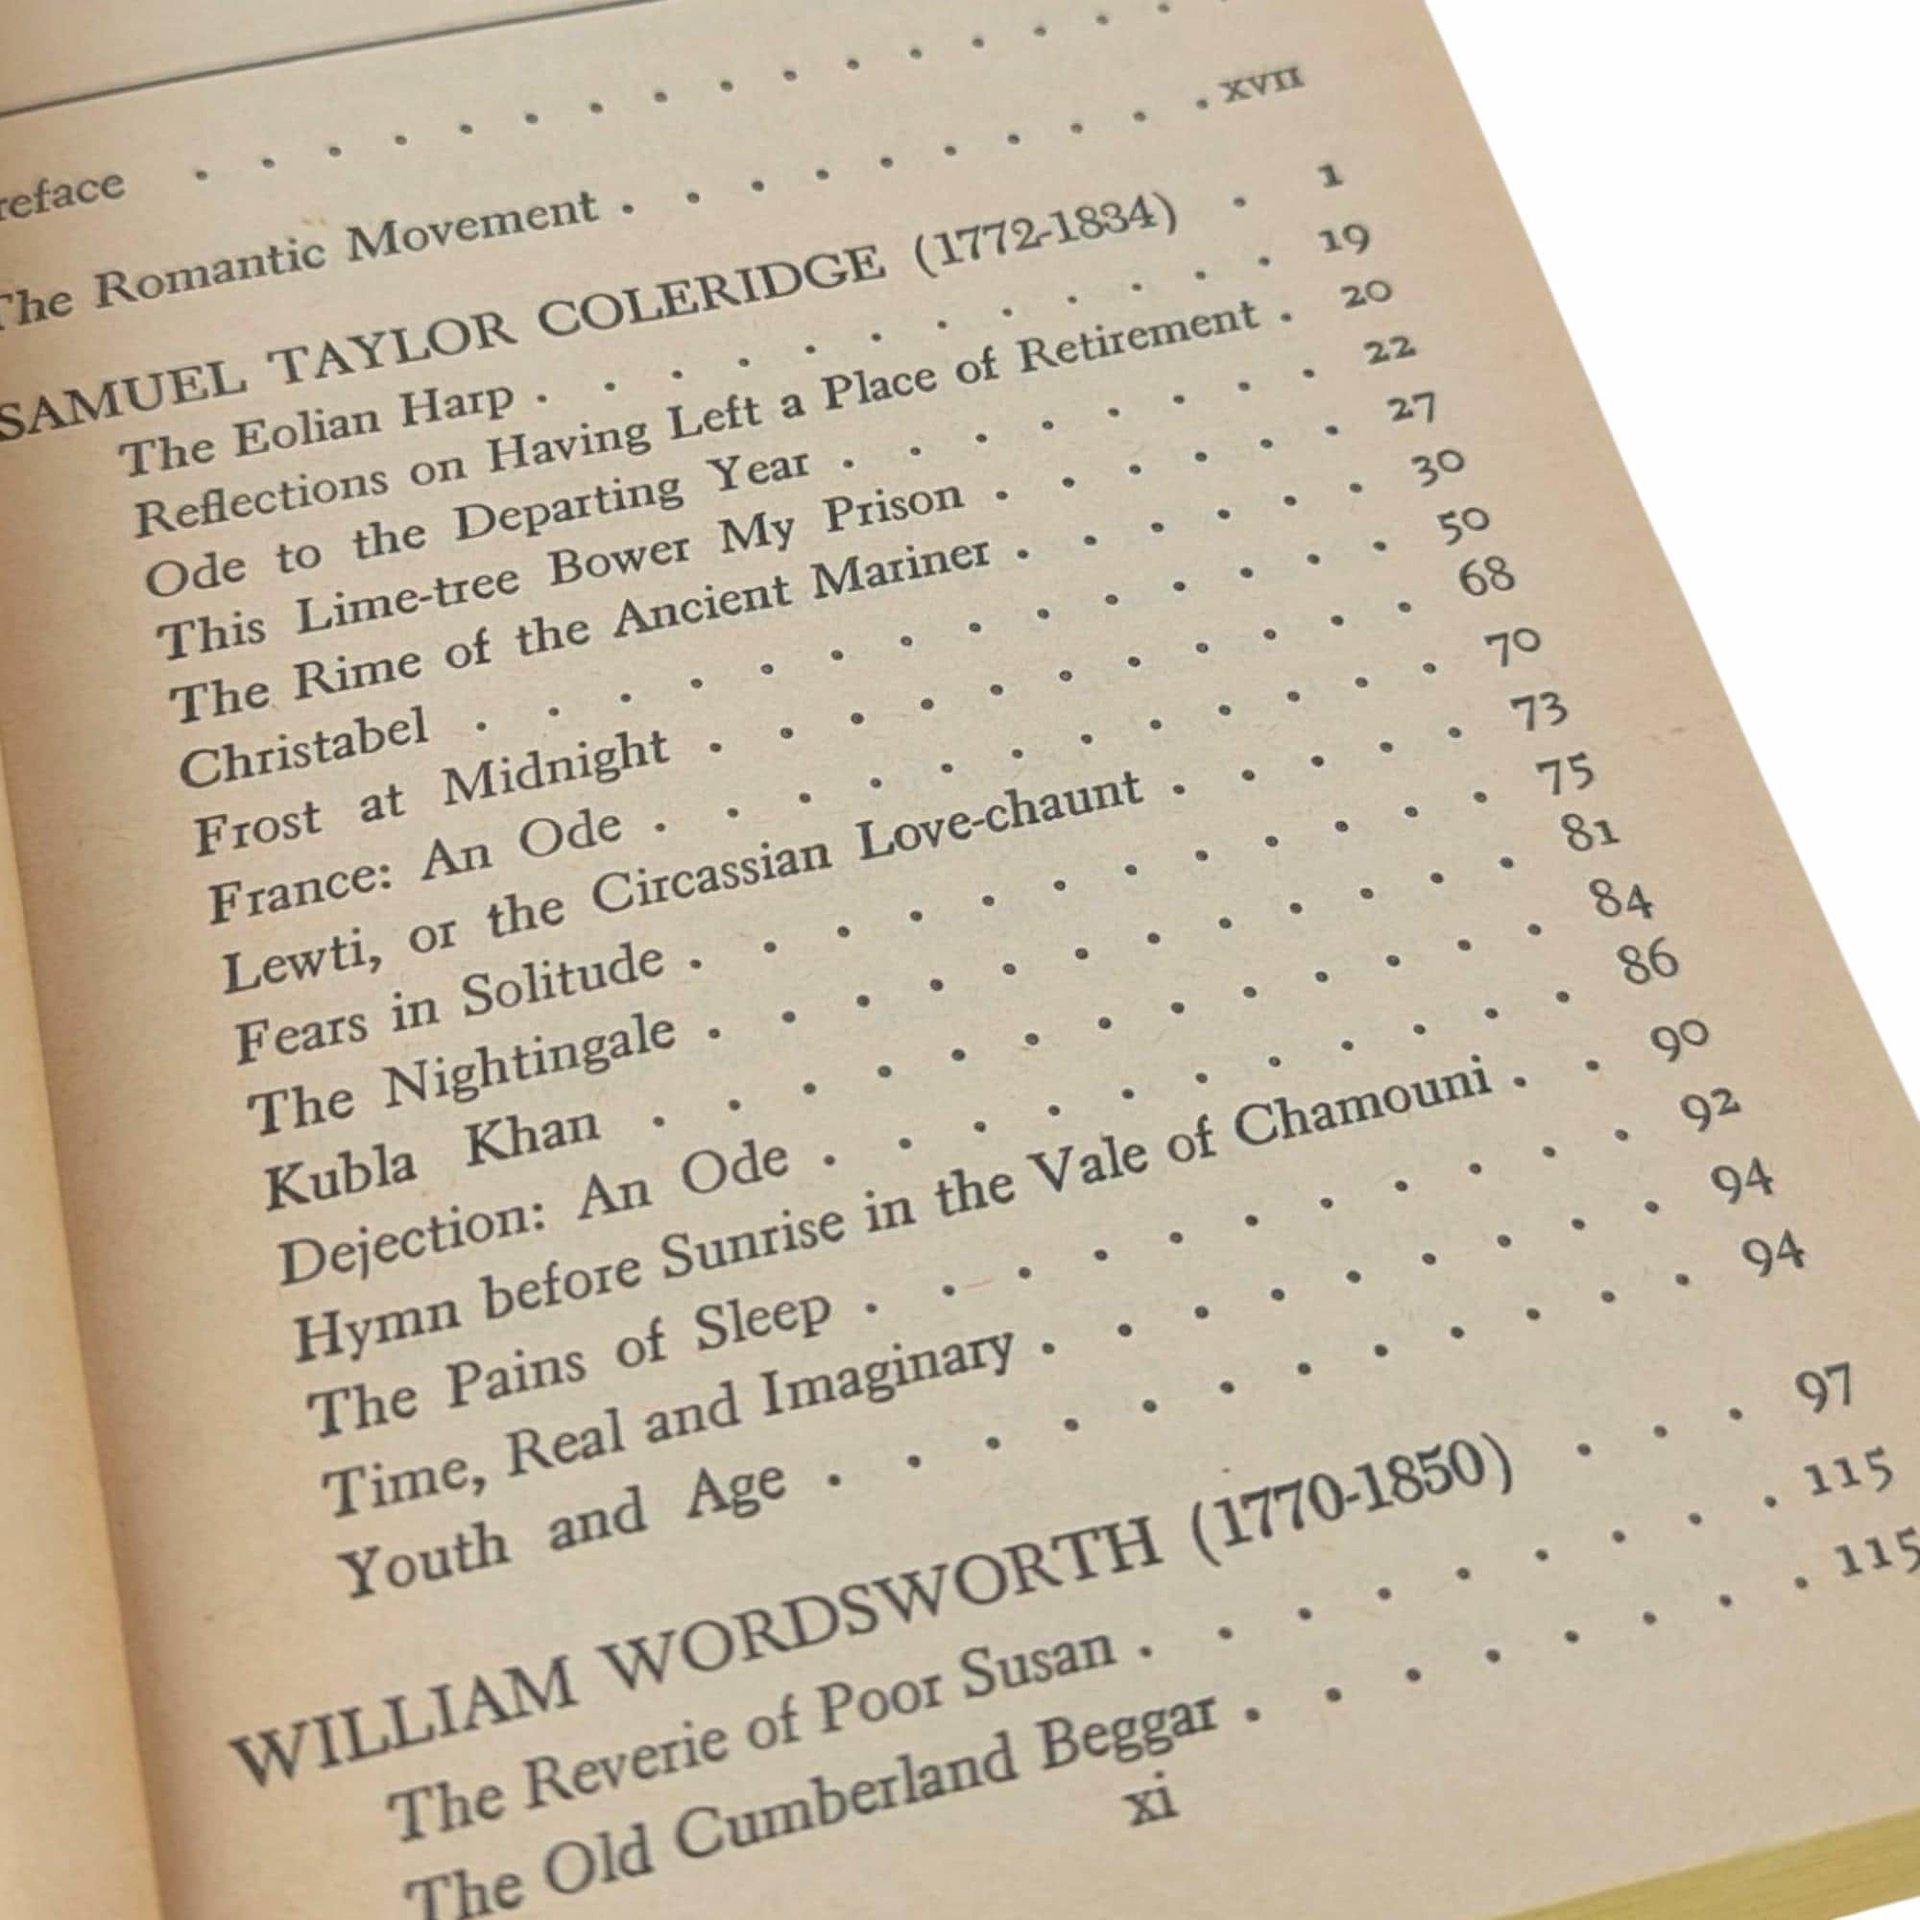 reface . . . . . . . . . . . . . . . .
The Romantic Movement . . . . . . . . . . xvii
SAMUEL TAYLOR COLERIDGE (1772-1834) . 1
The Eolian Harp . . . . . . . . . . . . 19
Reflections on Having Left a Place of Retirement . 20
Ode to the Departing Year . . . . . . . . 22
This Lime-tree Bower My Prison . . . . . . 27
The Rime of the Ancient Mariner . . . . . . 30
Christabel . . . . . . . . . . . . . . 50
Frost at Midnight . . . . . . . . . . . 68
France: An Ode . . . . . . . . . . . . 70
Lewti, or the Circassian Love-chaunt . . . . . 73
Fears in Solitude . . . . . . . . . . . . 75
The Nightingale . . . . . . . . . . . . 81
Kubla Khan . . . . . . . . . . . . . 84
Dejection: An Ode . . . . . . . . . . . 86
Hymn before Sunrise in the Vale of Chamouni . . 90
The Pains of Sleep . . . . . . . . . . . 92
Time, Real and Imaginary . . . . . . . . . 94
Youth and Age . . . . . . . . . . . . 94
WILLIAM WORDSWORTH (1770-1850) . . . 97
The Reverie of Poor Susan . . . . . . . . . 115
The Old Cumberland Beggar . . . . . . . . 115
xi